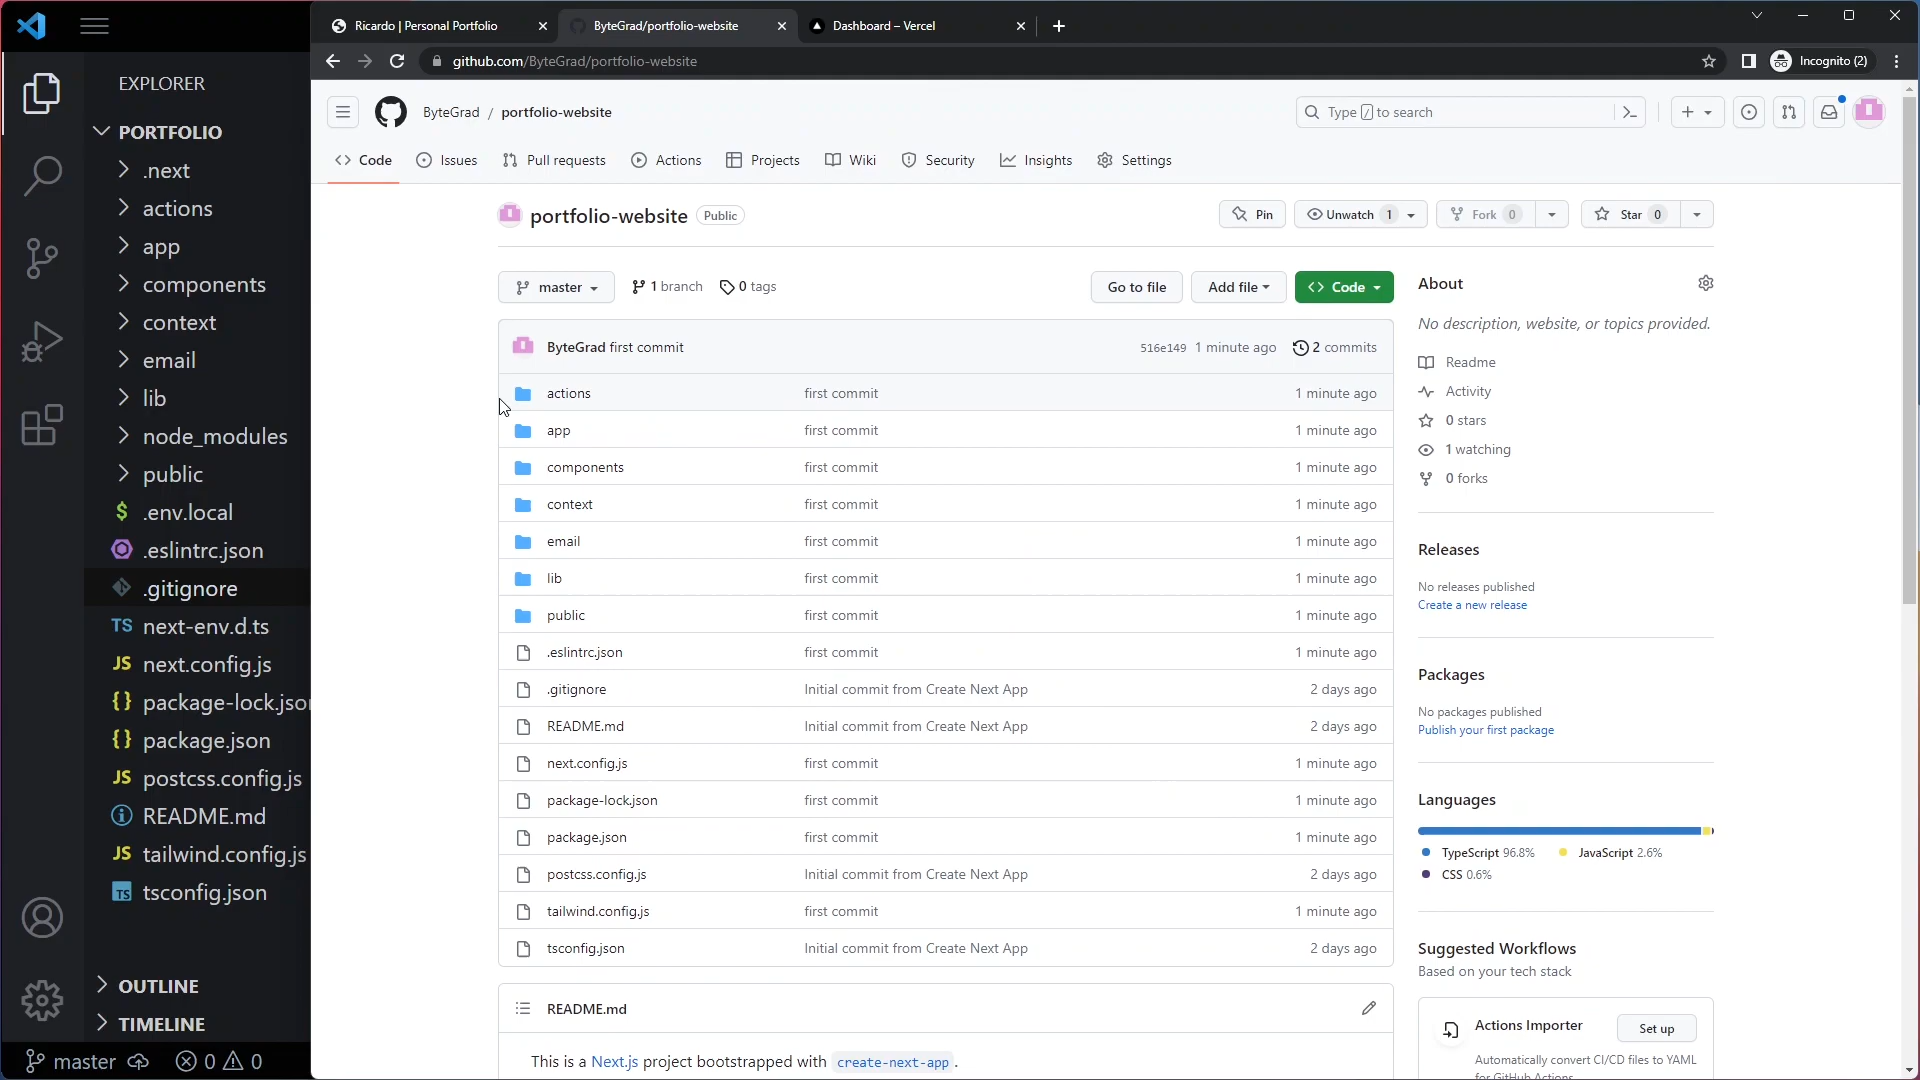 EXPLORER
PORTFOLIO
.next
actions
app
components
context
email
lib
node_modules
public
$ .env.local
.eslintrc.json
.gitignore
TS next-env.d.ts
JS next.config.js
{} package-lock.json
{} package.json
JS postcss.config.js
README.md
JS tailwind.config.js
TS tsconfig.json
OUTLINE
TIMELINE
master 0 0
Ricardo | Personal Portfolio
ByteGrad/portfolio-website
Dashboard – Vercel
github.com/ByteGrad/portfolio-website
Incognito (2)
ByteGrad / portfolio-website
Type / to search
Code Issues Pull requests Actions Projects Wiki Security Insights Settings
portfolio-website Public
Pin Unwatch 1 Fork 0 Star 0
master 1 branch 0 tags Go to file Add file Code
ByteGrad first commit 516e149 1 minute ago 2 commits
actions first commit 1 minute ago
app first commit 1 minute ago
components first commit 1 minute ago
context first commit 1 minute ago
email first commit 1 minute ago
lib first commit 1 minute ago
public first commit 1 minute ago
.eslintrc.json first commit 1 minute ago
.gitignore Initial commit from Create Next App 2 days ago
README.md Initial commit from Create Next App 2 days ago
next.config.js first commit 1 minute ago
package-lock.json first commit 1 minute ago
package.json first commit 1 minute ago
postcss.config.js Initial commit from Create Next App 2 days ago
tailwind.config.js first commit 1 minute ago
tsconfig.json Initial commit from Create Next App 2 days ago
README.md
This is a Next.js project bootstrapped with create-next-app.
About
No description, website, or topics provided.
Readme
Activity
0 stars
1 watching
0 forks
Releases
No releases published
Create a new release
Packages
No packages published
Publish your first package
Languages
TypeScript 96.8% JavaScript 2.6%
CSS 0.6%
Suggested Workflows
Based on your tech stack
Actions Importer Set up
Automatically convert CI/CD files to YAML
for GitHub Actions.